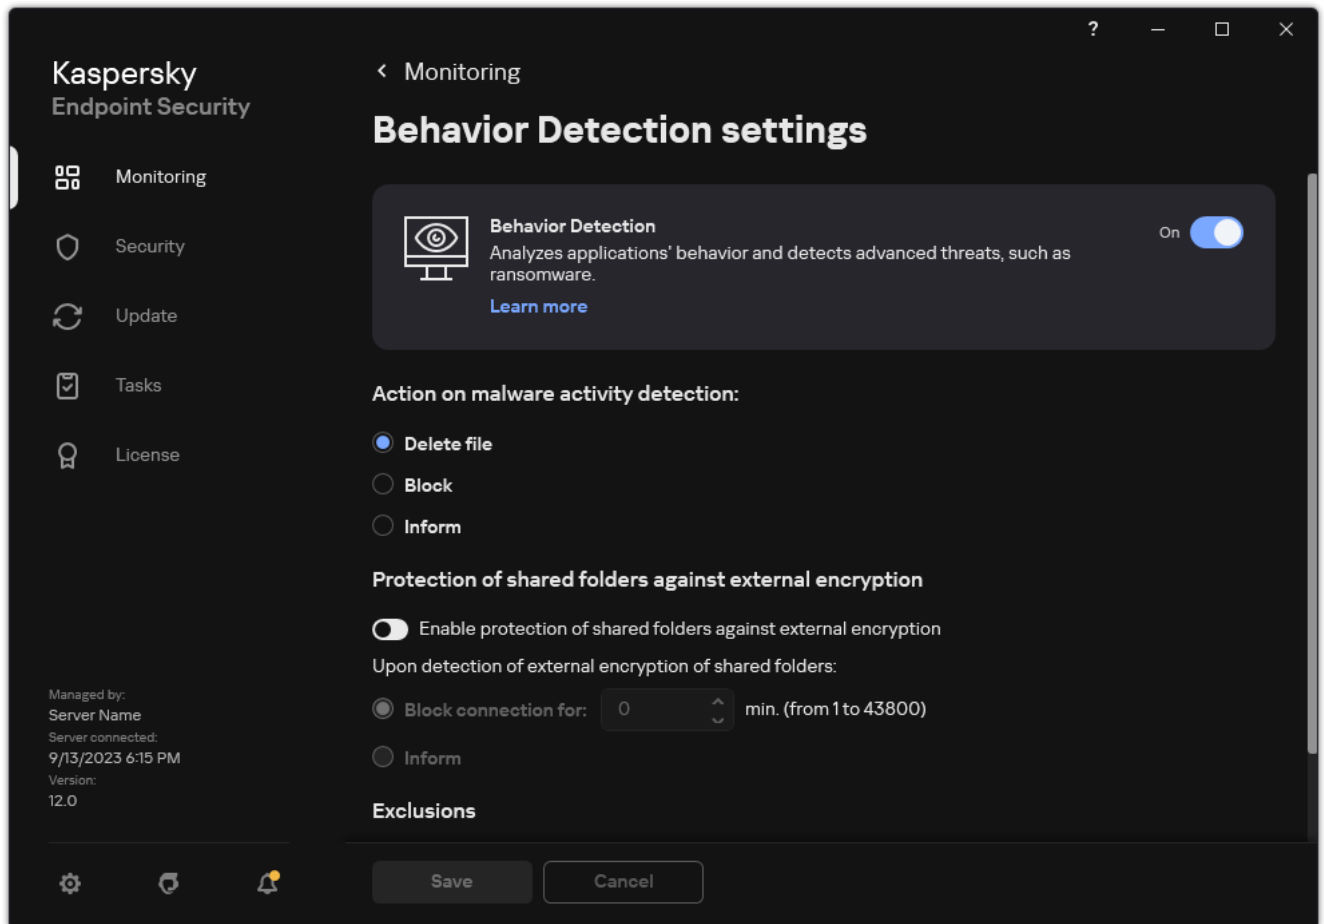 ?
Kaspersky
Endpoint Security
Monitoring
Security
Update
Tasks
License
Managed by:
Server Name
Server connected:
9/13/2023 6:15 PM
Version:
12.0
Monitoring
Behavior Detection settings
Behavior Detection
Analyzes applications' behavior and detects advanced threats, such as
ransomware.
Learn more
On
Action on malware activity detection:
Delete file
Block
Inform
Protection of shared folders against external encryption
Enable protection of shared folders against external encryption
Upon detection of external encryption of shared folders:
Block connection for: 0 min. (from 1 to 43800)
Inform
Exclusions
Save
Cancel